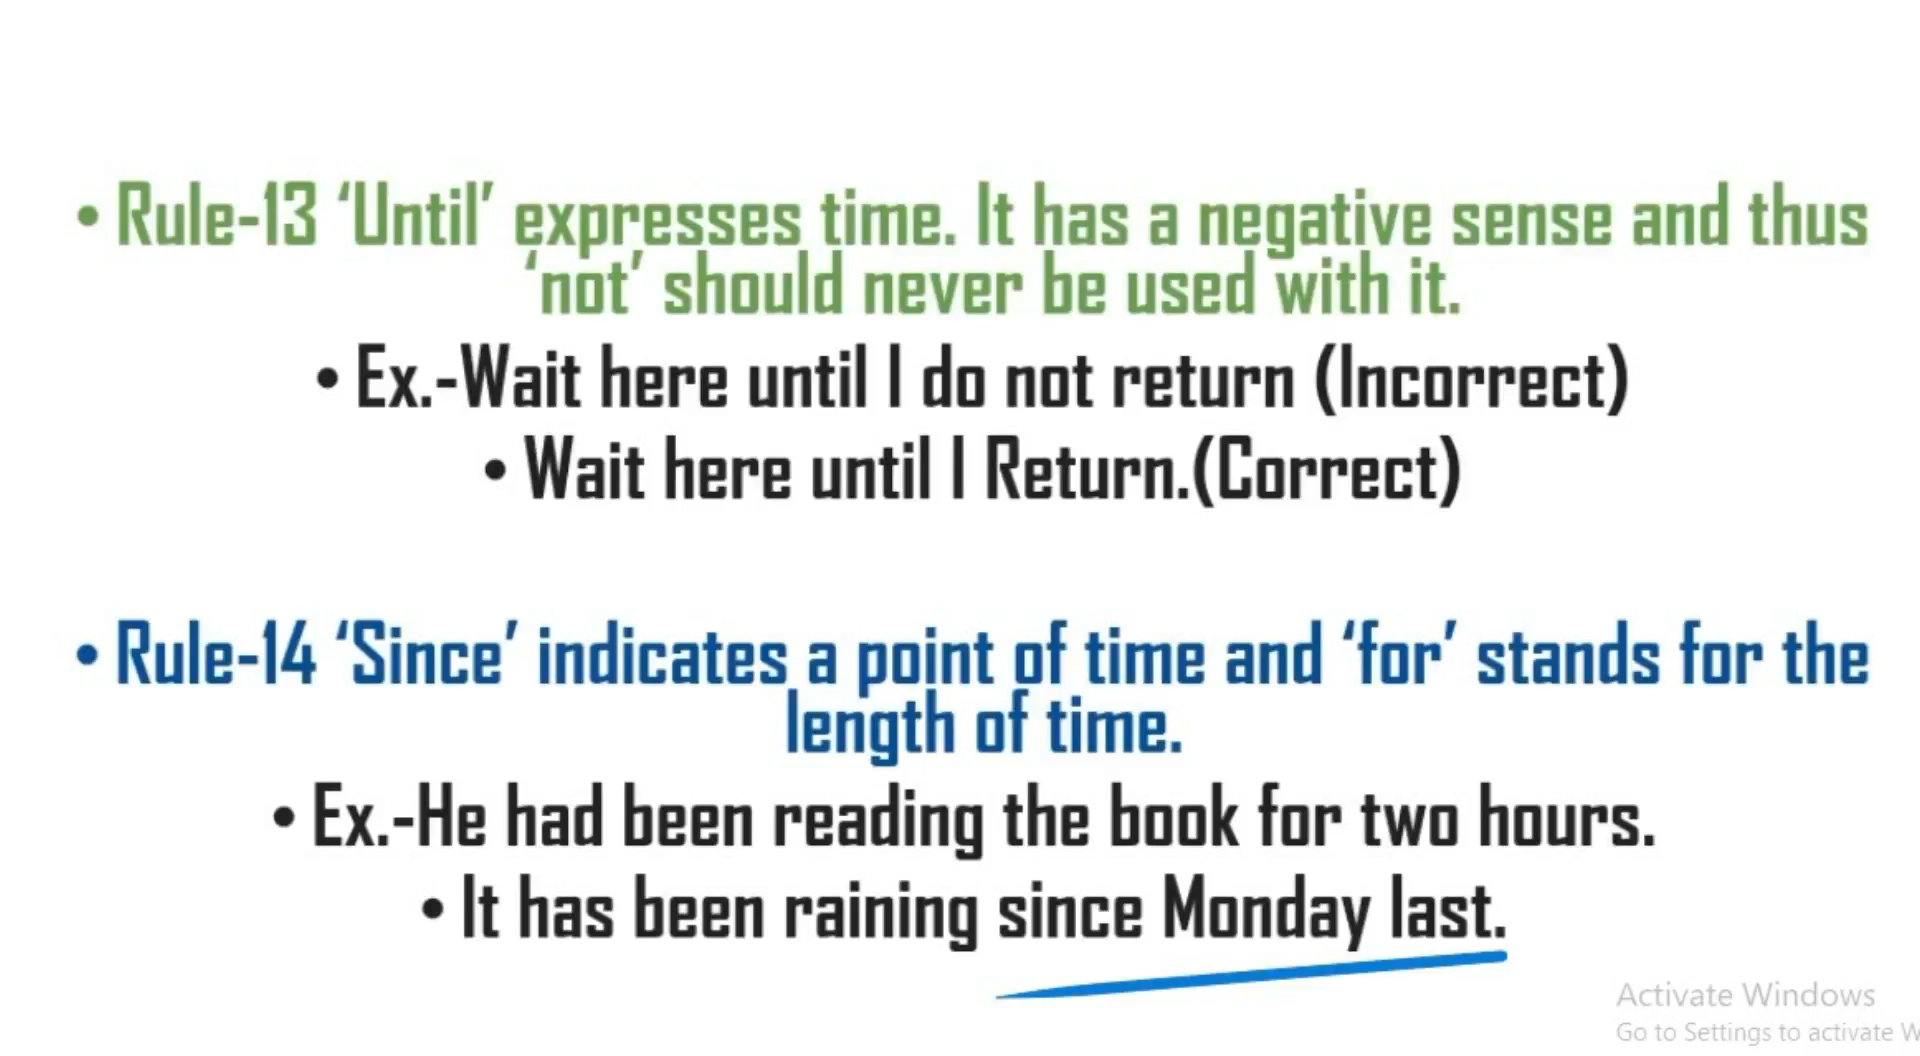 • Rule-13 ‘Until’ expresses time. It has a negative sense and thus
‘not’ should never be used with it.
• Ex.-Wait here until I do not return (Incorrect)
• Wait here until I Return.(Correct)
• Rule-14 ‘Since’ indicates a point of time and ‘for’ stands for the
length of time.
• Ex.-He had been reading the book for two hours.
• It has been raining since Monday last.
Activate Windows
Go to Settings to activate W